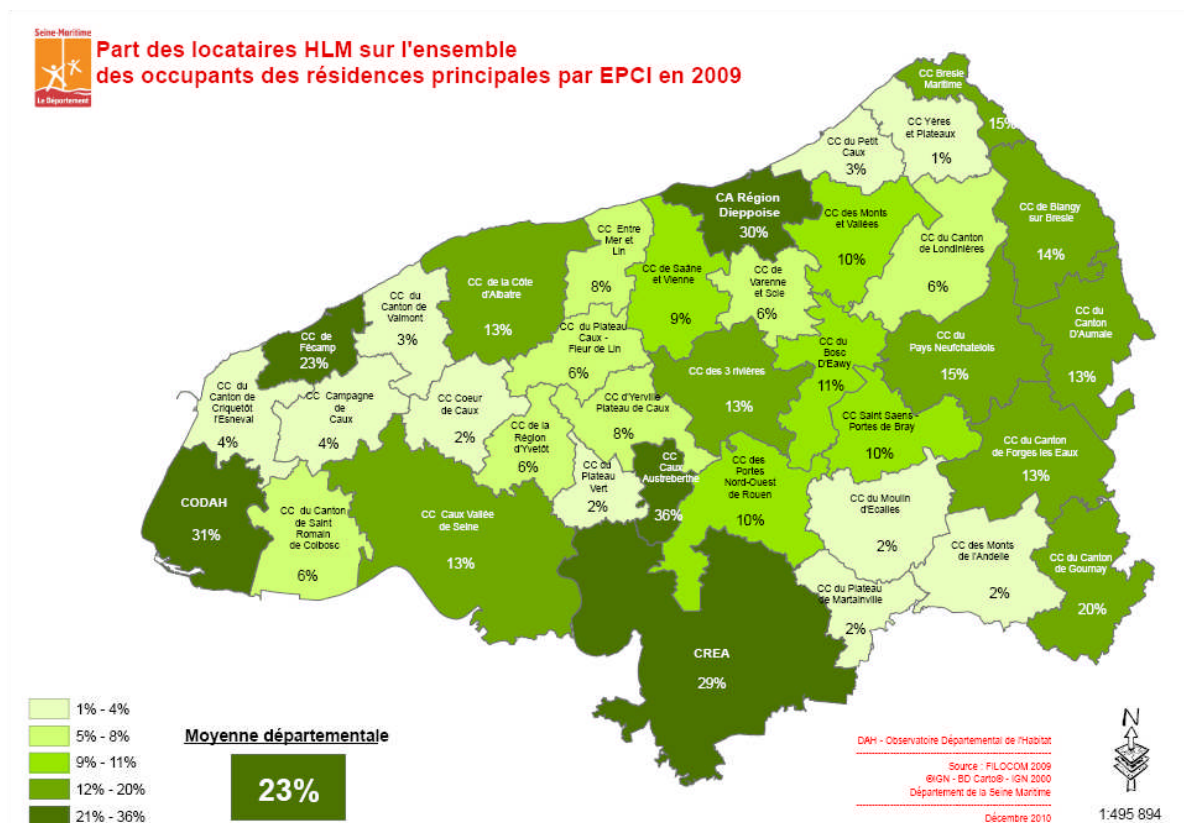 Seine-Maritime
Le Département
Part des locataires HLM sur l'ensemble
des occupants des résidences principales par EPCI en 2009
CC Bresle
Maritime
15%
CC Yères
et Plateaux
1%
CC du Petit
Caux
3%
CA Région
Dieppoise
30%
CC des Monts
et Vallées
10%
CC de Blangy
sur Bresle
14%
CC du Canton
de Londinières
6%
CC Entre
Mer et
Lin
8%
CC de Saâne
et Vienne
9%
CC de
Varenne
et Scie
6%
CC de la Côte
d'Albatre
13%
CC du
Canton de
Valmont
3%
CC de
Fécamp
23%
CC du Plateau
Caux -
Fleur de Lin
6%
CC du
Bosc
D'Eawy
11%
CC du
Pays Neufchatelois
15%
CC du
Canton
D'Aumale
13%
CC des 3 rivières
13%
CC du
Canton de
Criquetôt
l'Esneval
4%
CC Campagne
de
Caux
4%
CC Coeur
de Caux
2%
CC d'Yerville
Plateau de Caux
8%
CC de la
Région
d'Yvetôt
6%
CC Saint Saens -
Portes de Bray
10%
CC du Canton
de Forges les Eaux
13%
CC du
Plateau
Vert
2%
CC
Caux
Austreberthe
36%
CC des
Portes
Nord-Ouest
de Rouen
10%
CODAH
31%
CC du Canton
de Saint
Romain
de Colbosc
6%
CC Caux Vallée
de Seine
13%
CC du Moulin
d'Ecalles
2%
CC des Monts
de l'Andelle
2%
CC du Canton
de Gournay
20%
CC du Plateau
de Martainville
2%
CREA
29%
1% - 4%
5% - 8%
9% - 11%
12% - 20%
21% - 36%
Moyenne départementale
23%
DAH - Observatoire Départemental de l'Habitat
Source : FILOCOM 2009
©IGN - BD Carto® - IGN 2000
Département de la Seine Maritime
Décembre 2010
N
1:495 894